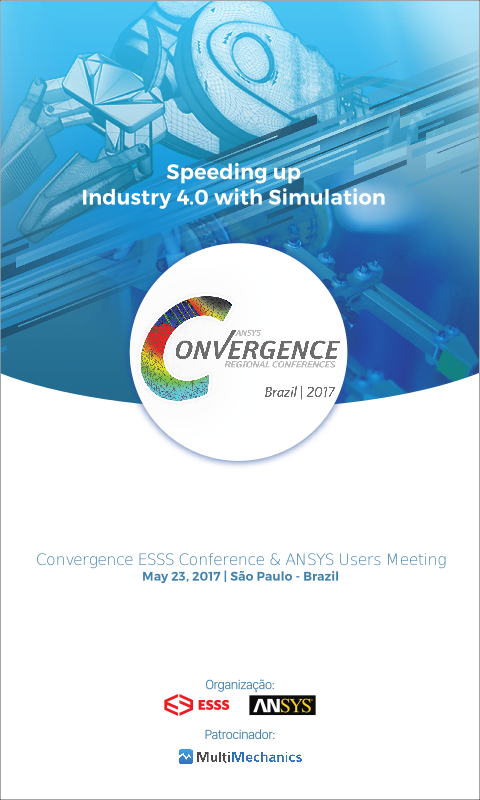 Speeding up
Industry 4.0 with Simulation
ANSYS
CONVERGENCE
REGIONAL CONFERENCES
Brazil | 2017
Convergence ESSS Conference & ANSYS Users Meeting
May 23, 2017 | São Paulo - Brazil
Organização:
ESSS ANSYS®
Patrocinador:
MultiMechanics